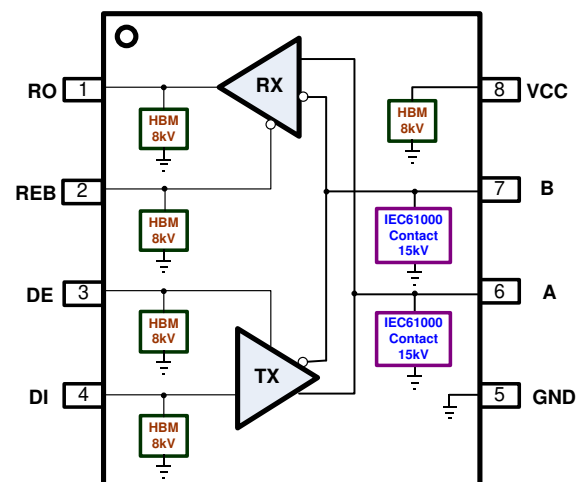 RO
1
RX
8
VCC
HBM
8kV
HBM
8kV
REB
2
7
B
HBM
8kV
IEC61000
Contact
15kV
DE
3
6
A
HBM
8kV
IEC61000
Contact
15kV
TX
DI
4
5
GND
HBM
8kV